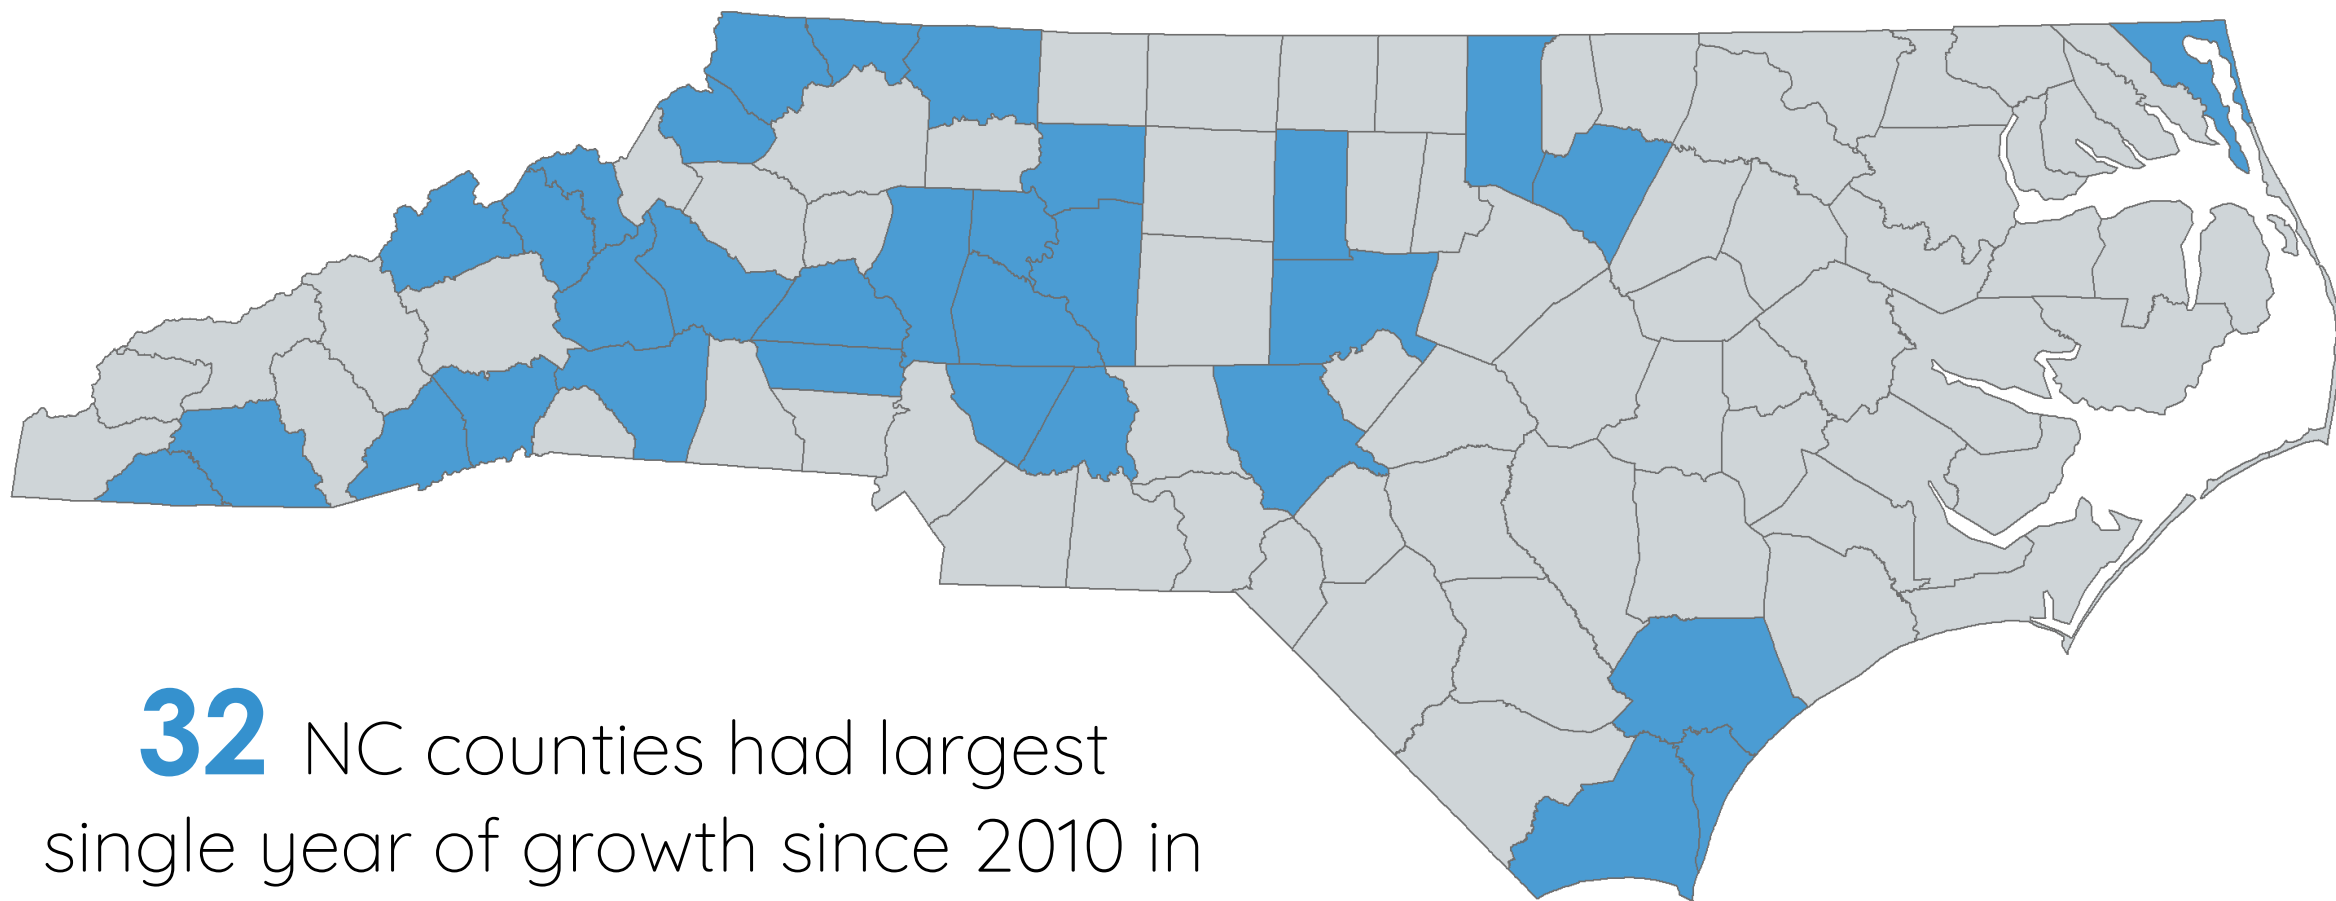 32 NC counties had largest
single year of growth since 2010 in